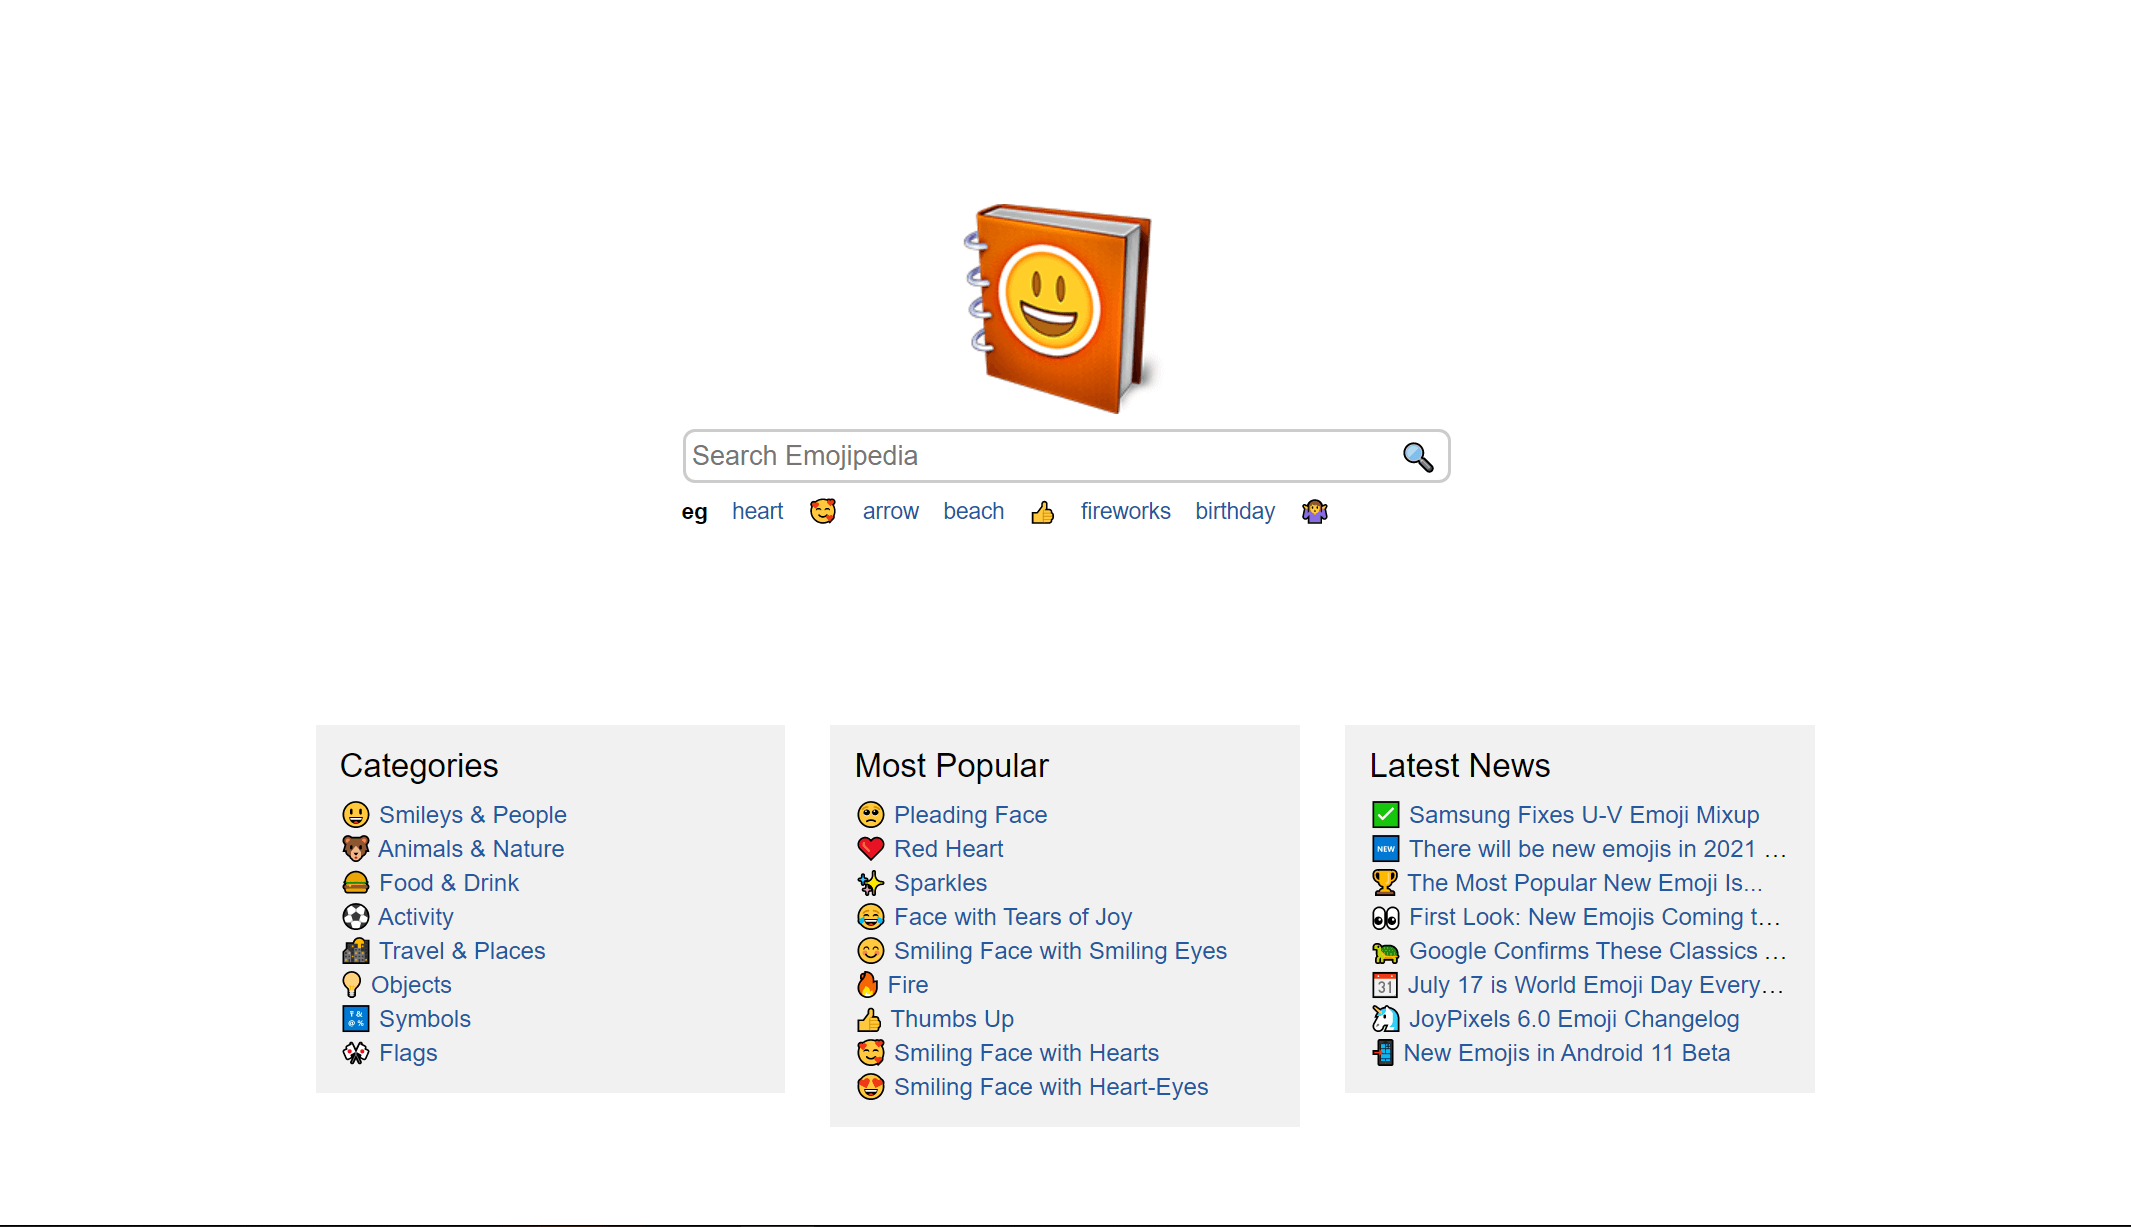 Search Emojipedia
eg heart 🥰 arrow beach 👍 fireworks birthday 🤷🏽‍♀️
Categories
😃 Smileys & People
🐻 Animals & Nature
🍔 Food & Drink
⚽ Activity
🌇 Travel & Places
💡 Objects
🔣 Symbols
🎌 Flags
Most Popular
🥺 Pleading Face
❤️ Red Heart
✨ Sparkles
😂 Face with Tears of Joy
😊 Smiling Face with Smiling Eyes
🔥 Fire
👍 Thumbs Up
🥰 Smiling Face with Hearts
😍 Smiling Face with Heart-Eyes
Latest News
✅ Samsung Fixes U-V Emoji Mixup
🆕 There will be new emojis in 2021 …
🏆 The Most Popular New Emoji Is...
👀 First Look: New Emojis Coming t…
🐢 Google Confirms These Classics …
📅 July 17 is World Emoji Day Every…
🦄 JoyPixels 6.0 Emoji Changelog
📲 New Emojis in Android 11 Beta